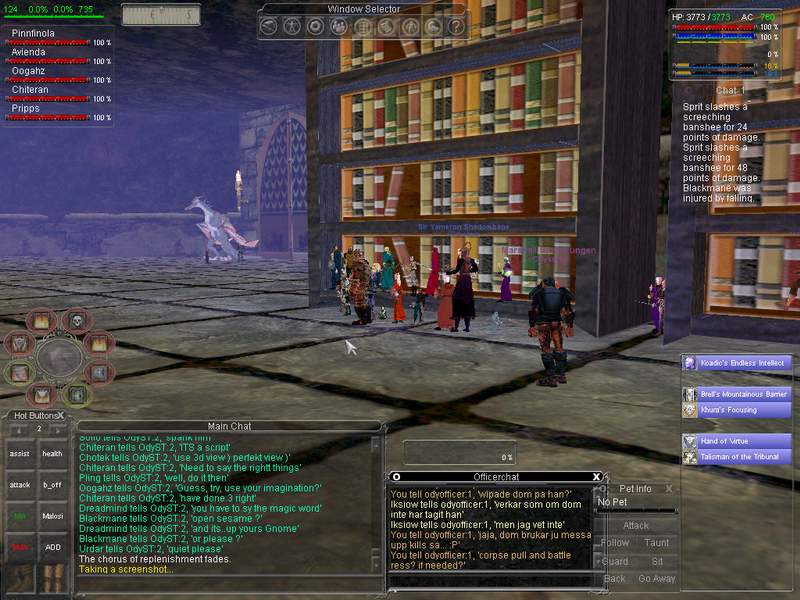 124 0.0% 0.0% 735
Window Selector
HP: 3773 / 3773 AC 760
Pinnfinola
100 %
Avienda
100 %
Oogahz
100 %
Chiteran
100 %
Pripps
100 %
100 %
100 %
0 %
Chat 1
Sprit slashes a
screeching
banshee for 24
points of damage.
Sprit slashes a
screeching
banshee for 48
points of damage.
Blackmane was
injured by falling.
Sir Yameron Shadowbane
Koadic's Endless Intellect
Brell's Mountainous Barrier
Khura's Focusing
Hand of Virtue
Talisman of the Tribunal
Hot Buttons X
2
assist health
attack b_off
Malosi
ADD
Main Chat
Chiteran tells OdyST:2, 'ITS A script'
Chotek tells OdyST:2, 'use 3d view:) perfekt view:)'
Chiteran tells OdyST:2, 'Need to say the rigtht things'
Pling tells OdyST:2, 'well, do it then'
Oogahz tells OdyST:2, 'Guess, try, use your imagination?'
Chiteran tells OdyST:2, 'have done 3 right'
Dreadmind tells OdyST:2, 'you have to sy the magic word'
Blackmane tells OdyST:2, 'open sesame ?'
Dreadmind tells OdyST:2, 'and its..up yours Gnome'
Blackmane tells OdyST:2, 'or please ?'
Urdar tells OdyST:2, 'quiet please'
The chorus of replenishment fades.
Taking a screenshot...
0 %
Officerchat X
You tell odyofficer:1, 'wipade dom pa han?'
Iksiow tells odyofficer:1, 'verkar som om dom
inte har tagit han'
Iksiow tells odyofficer:1, 'men jag vet inte'
You tell odyofficer:1, 'jaja, dom brukar ju messa
upp kills sa... :P'
You tell odyofficer:1, 'corpse pull and battle
ress? if needed?'
Pet Info X
No Pet
Attack
Follow Taunt
Guard Sit
Back Go Away